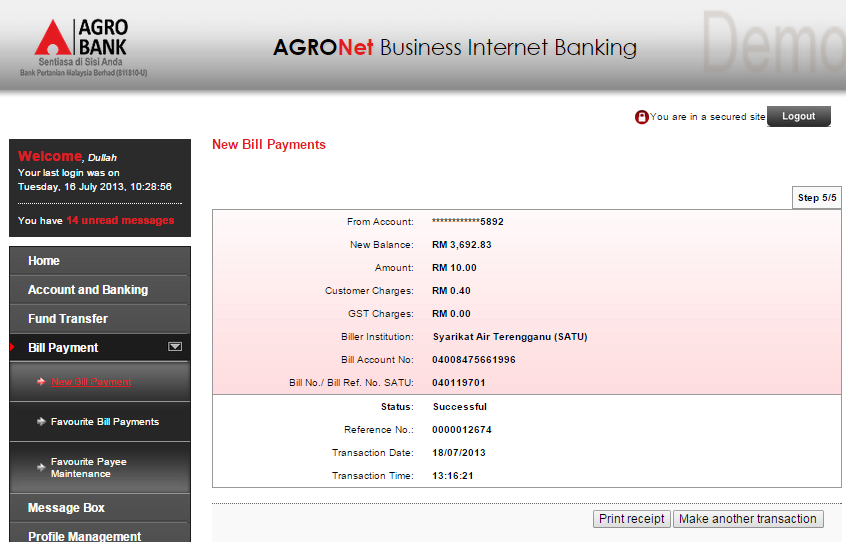 AGRO
BANK
Sentiasa di Sisi Anda
Bank Pertanian Malaysia Berhad (811810-U)
AGRONet Business Internet Banking
Demo
You are in a secured site
Logout
Welcome, Dullah
Your last login was on
Tuesday, 16 July 2013, 10:28:56
You have 14 unread messages
Home
Account and Banking
Fund Transfer
Bill Payment
New Bill Payment
Favourite Bill Payments
Favourite Payee
Maintenance
Message Box
Profile Management
New Bill Payments
Step 5/5
From Account: ************5892
New Balance: RM 3,692.83
Amount: RM 10.00
Customer Charges: RM 0.40
GST Charges: RM 0.00
Biller Institution: Syarikat Air Terengganu (SATU)
Bill Account No: 04008475661996
Bill No./ Bill Ref. No. SATU: 040119701
Status: Successful
Reference No.: 0000012674
Transaction Date: 18/07/2013
Transaction Time: 13:16:21
Print receipt
Make another transaction